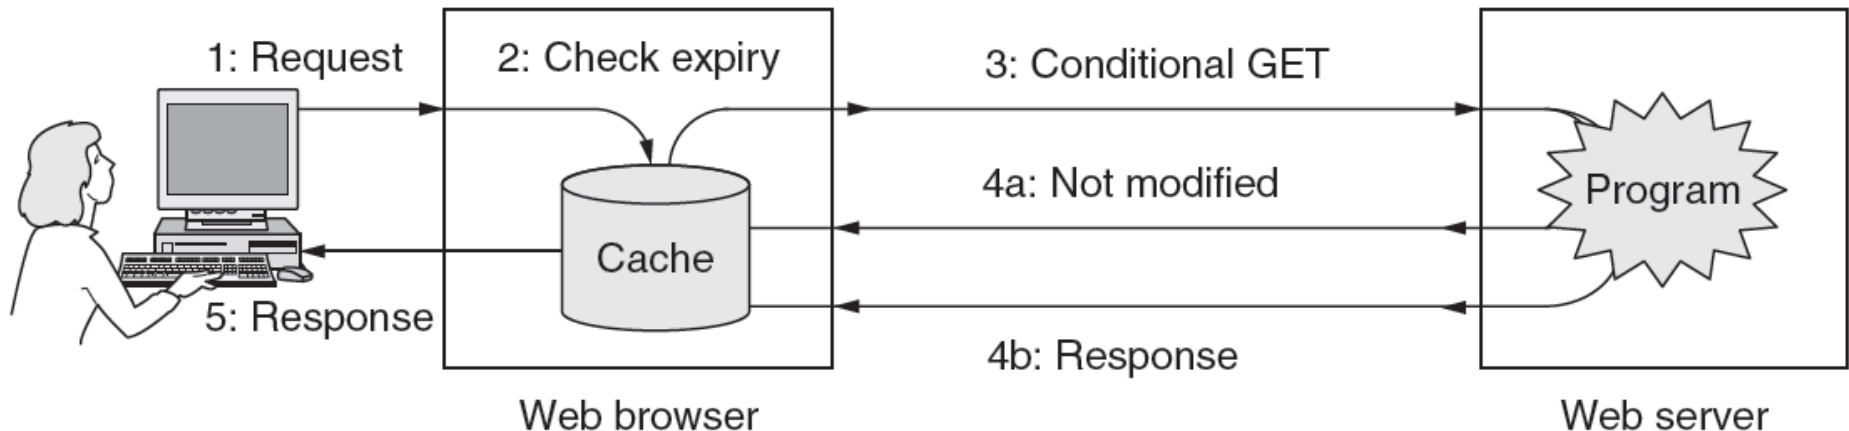 1: Request
2: Check expiry
3: Conditional GET
4a: Not modified
Program
Cache
5: Response
4b: Response
Web browser
Web server